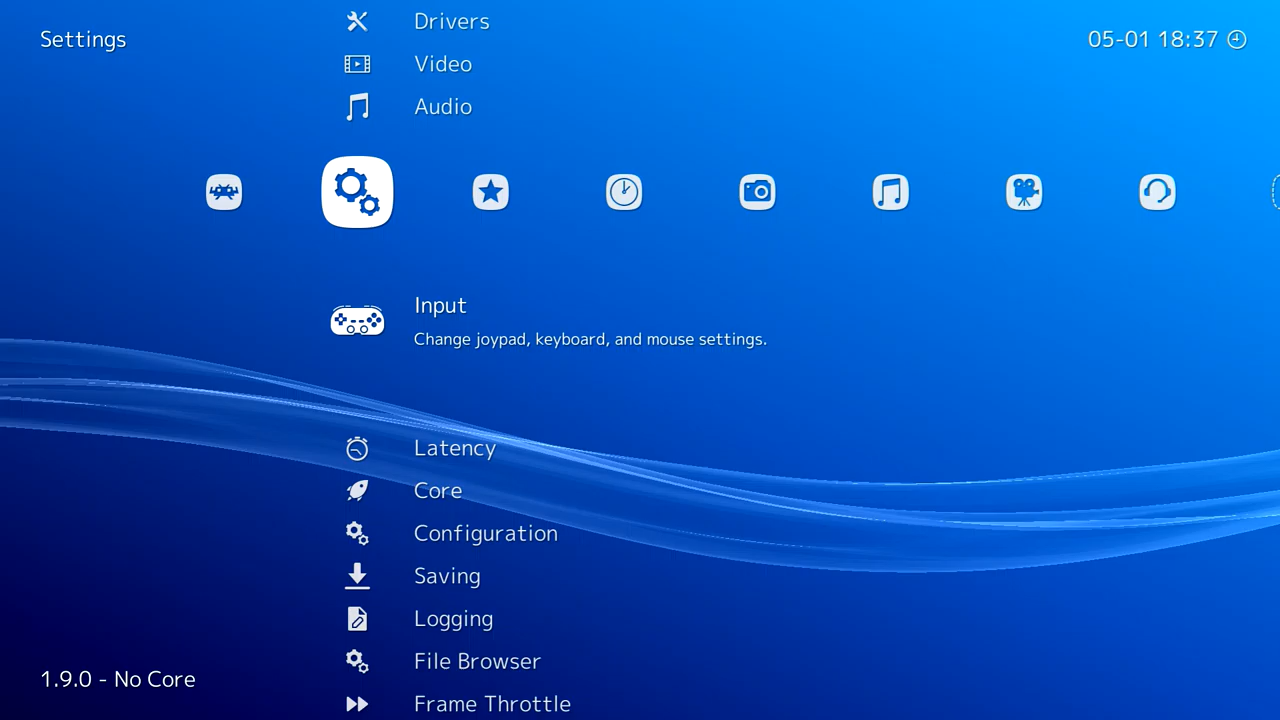 Settings
05-01 18:37
Drivers
Video
Audio
Input
Change joypad, keyboard, and mouse settings.
Latency
Core
Configuration
Saving
Logging
File Browser
Frame Throttle
1.9.0 - No Core